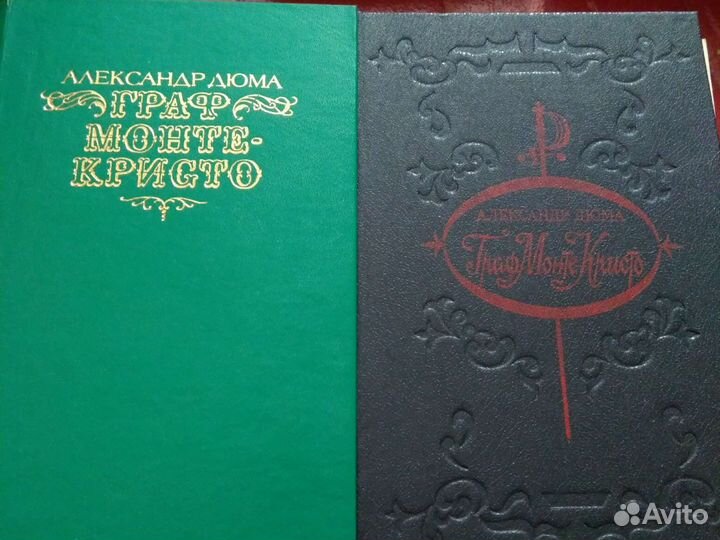 АЛЕКСАНДР ДЮМА
ГРАФ
МОНТЕ-
КРИСТО
АЛЕКСАНДР ДЮМА
Граф Монте-Кристо
Avito